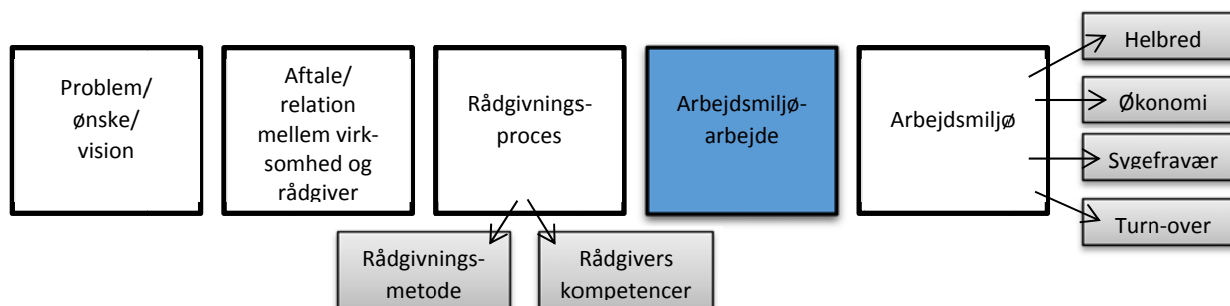 Problem/
ønske/
vision
Aftale/
relation
mellem virk-
somhed og
rådgiver
Rådgivnings-
proces
Arbejdsmiljø-
arbejde
Arbejdsmiljø
Helbred
Økonomi
Sygefravær
Turn-over
Rådgivnings-
metode
Rådgivers
kompetencer